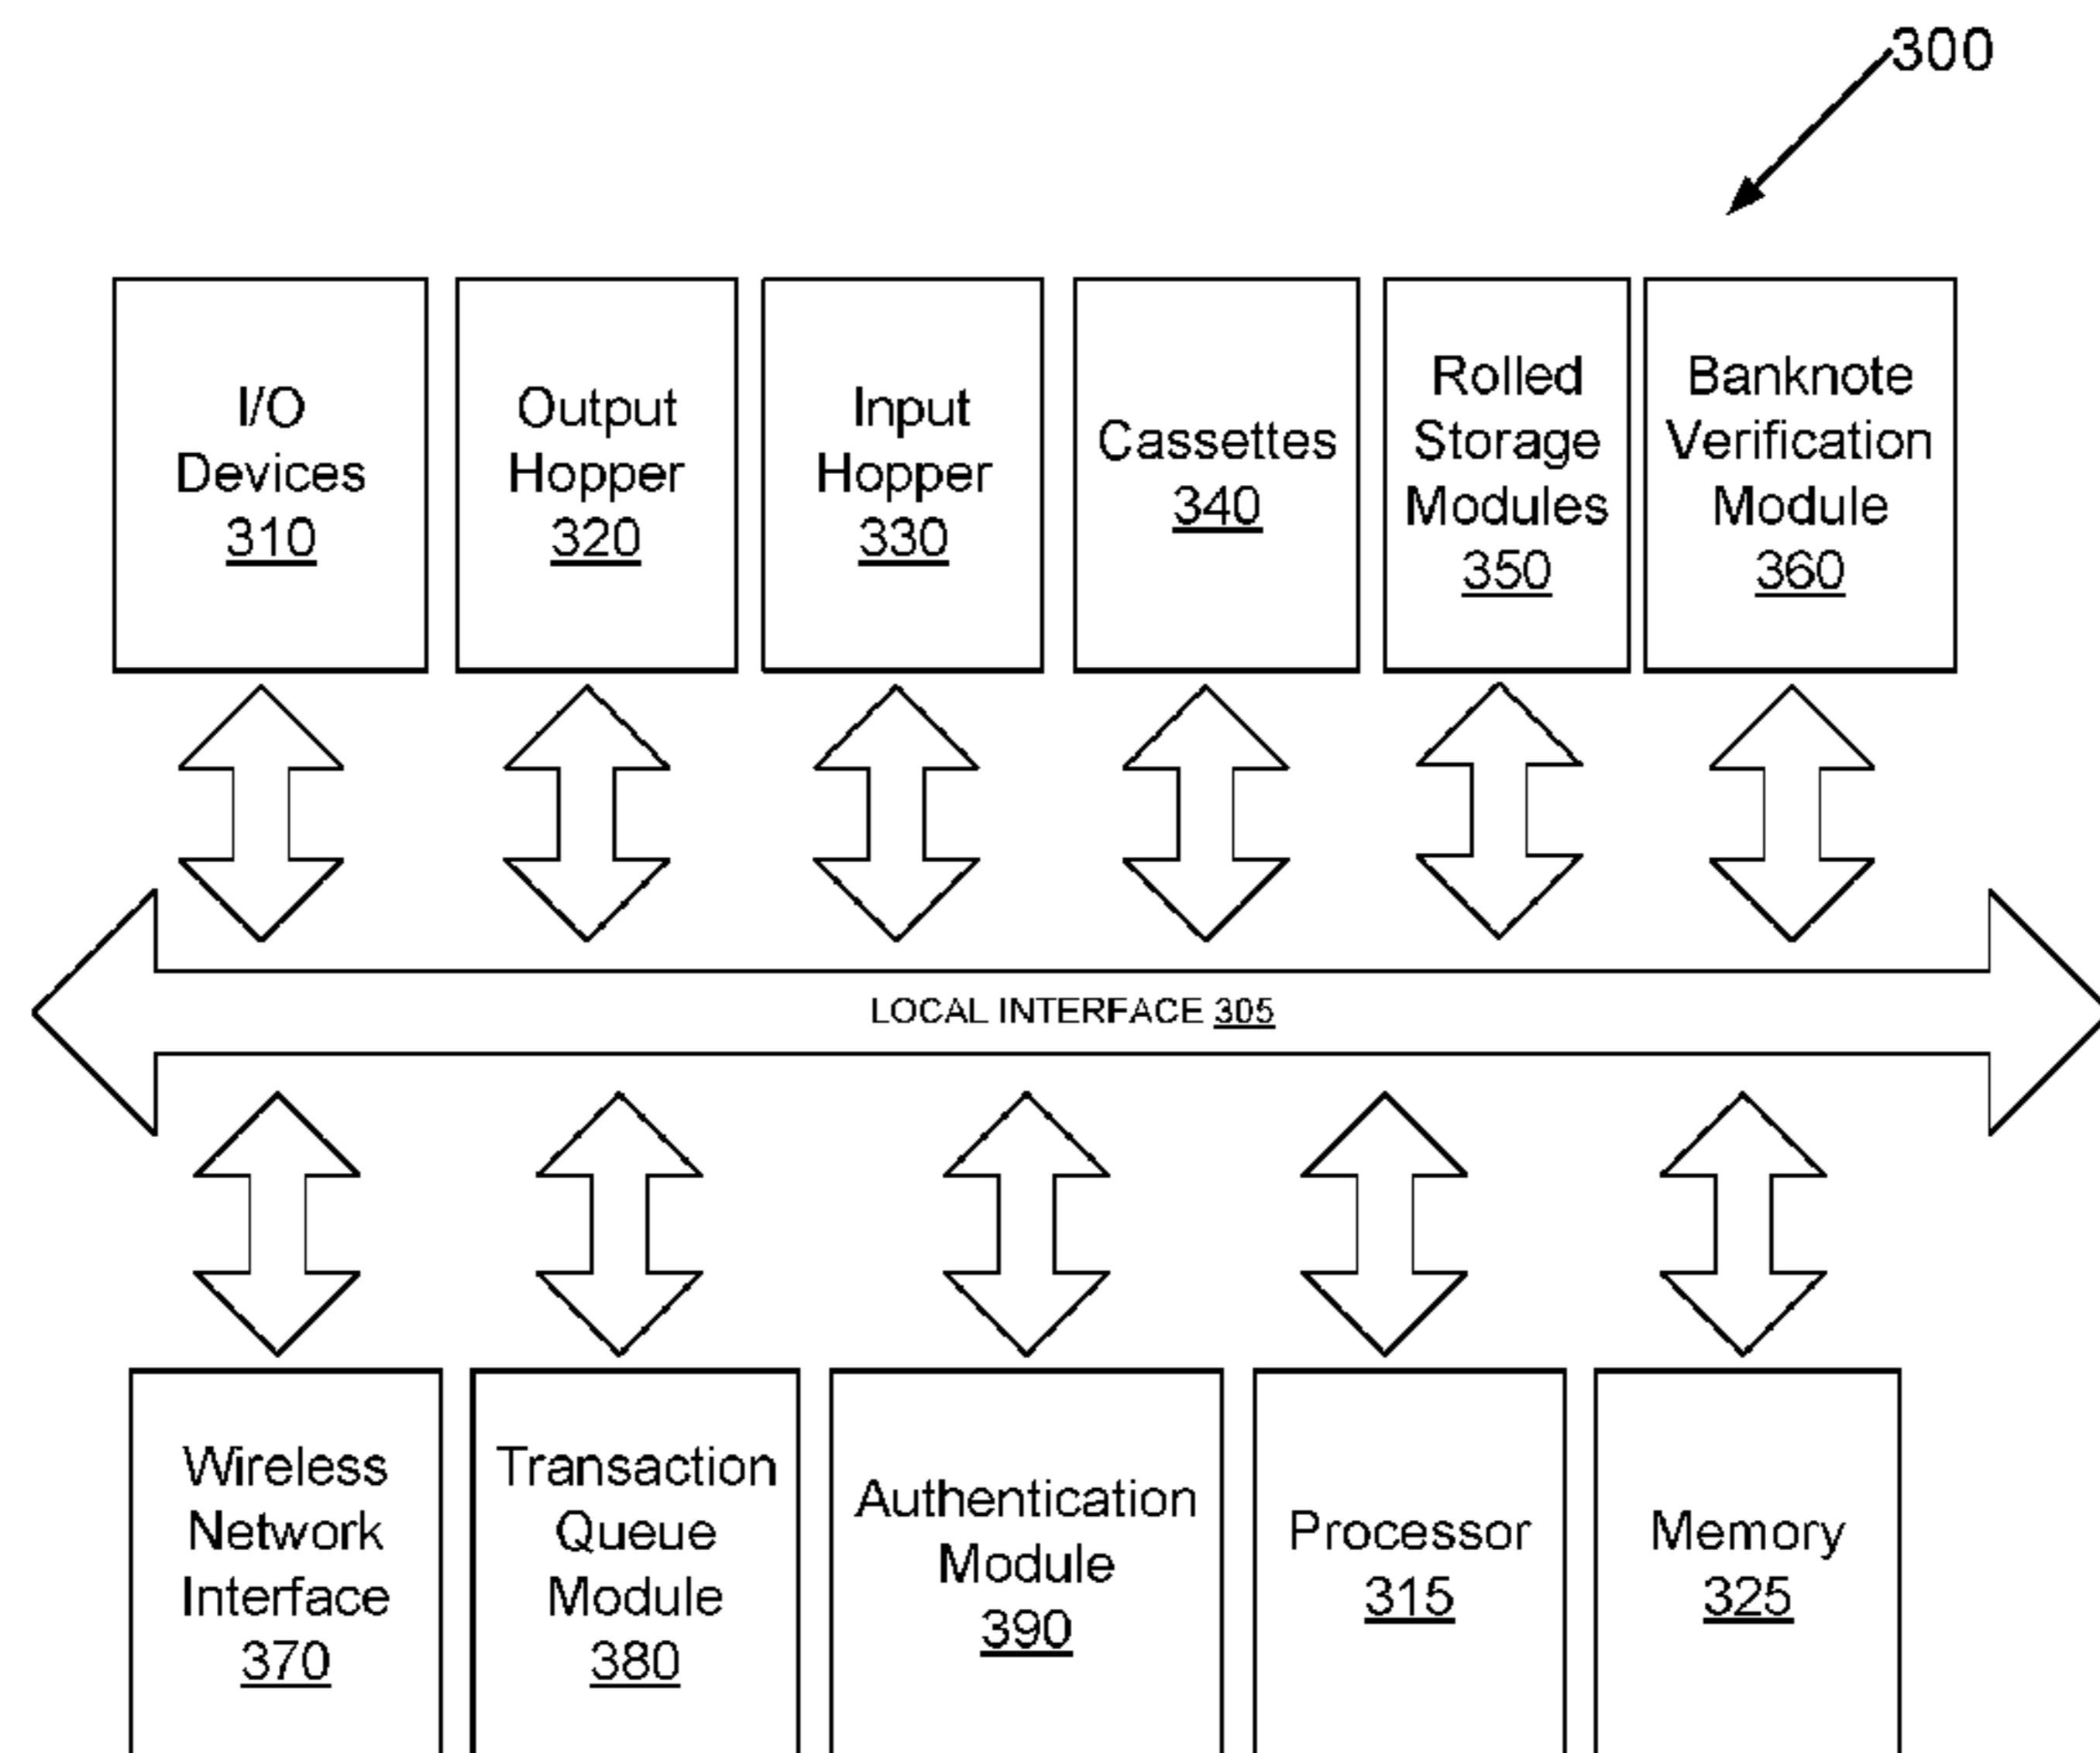 300
I/O
Devices
310
Output
Hopper
320
Input
Hopper
330
Cassettes
340
Rolled
Storage
Modules
350
Banknote
Verification
Module
360
LOCAL INTERFACE 305
Wireless
Network
Interface
370
Transaction
Queue
Module
380
Authentication
Module
390
Processor
315
Memory
325